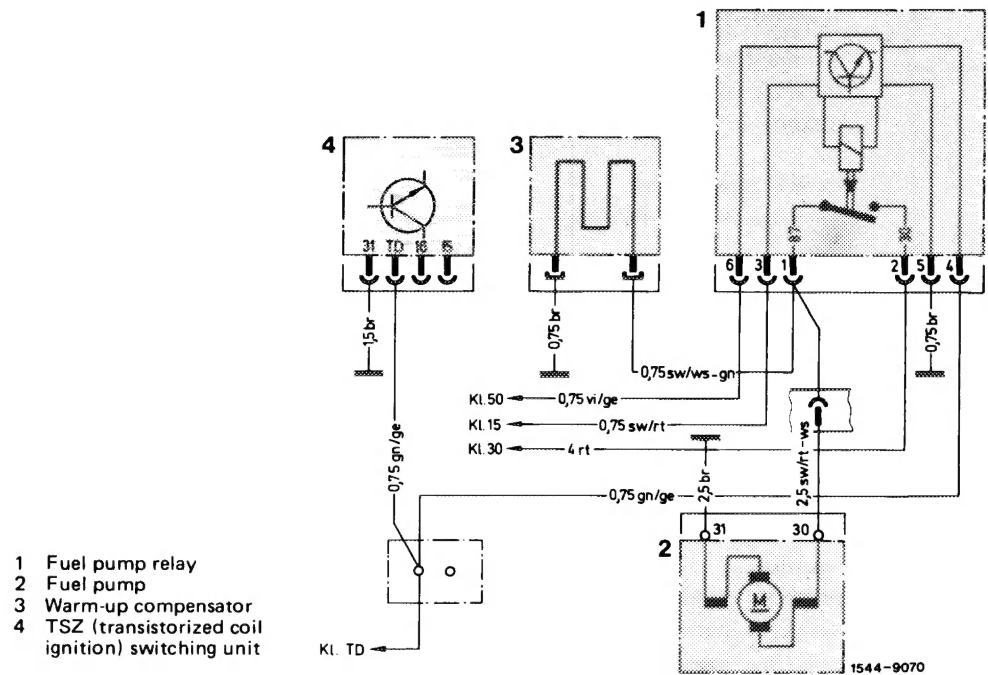 1
4
3
31 TD 16 15
87
30
6 3 1 2 5 4
1,5 br
0,75 br
0,75 br
0,75 sw/ws-gn
Kl. 50
0,75 vi/ge
Kl. 15
0,75 sw/rt
Kl. 30
4 rt
0,75 gn/ge
2,5 br
2,5 sw/rt-ws
0,75 gn/ge
31
30
2
M
1 Fuel pump relay
2 Fuel pump
3 Warm-up compensator
4 TSZ (transistorized coil
ignition) switching unit
Kl. TD
1544-9070